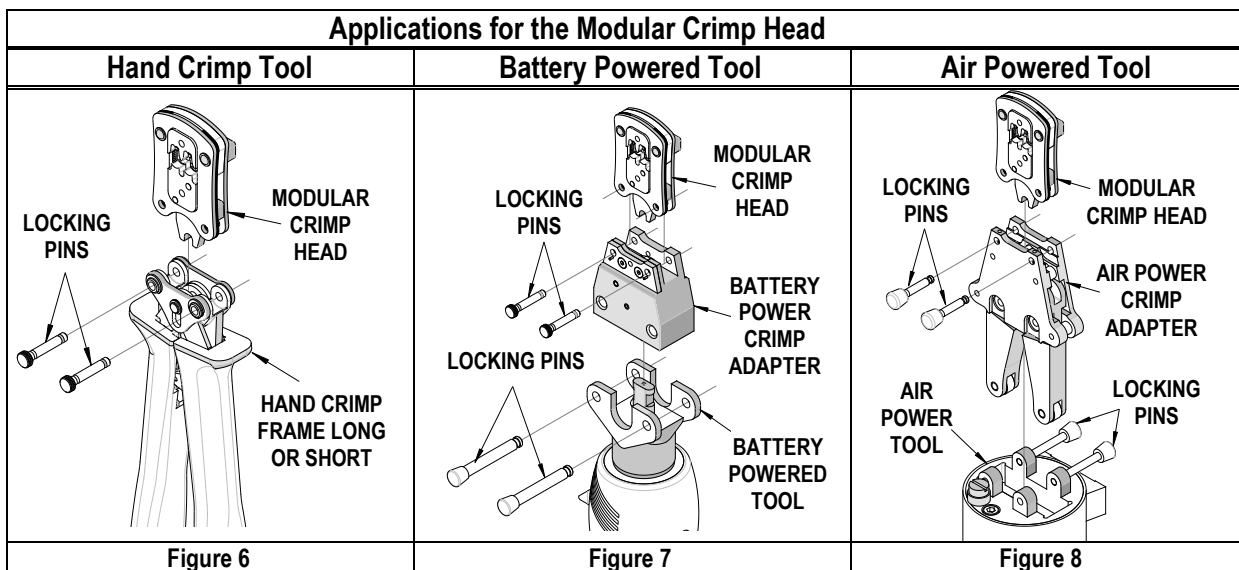 Applications for the Modular Crimp Head
Hand Crimp Tool
Battery Powered Tool
Air Powered Tool
LOCKING
PINS
MODULAR
CRIMP
HEAD
HAND CRIMP
FRAME LONG
OR SHORT
LOCKING
PINS
MODULAR
CRIMP
HEAD
BATTERY
POWER
CRIMP
ADAPTER
LOCKING PINS
BATTERY
POWERED
TOOL
LOCKING
PINS
MODULAR
CRIMP HEAD
AIR POWER
CRIMP
ADAPTER
AIR
POWER
TOOL
LOCKING
PINS
Figure 6
Figure 7
Figure 8